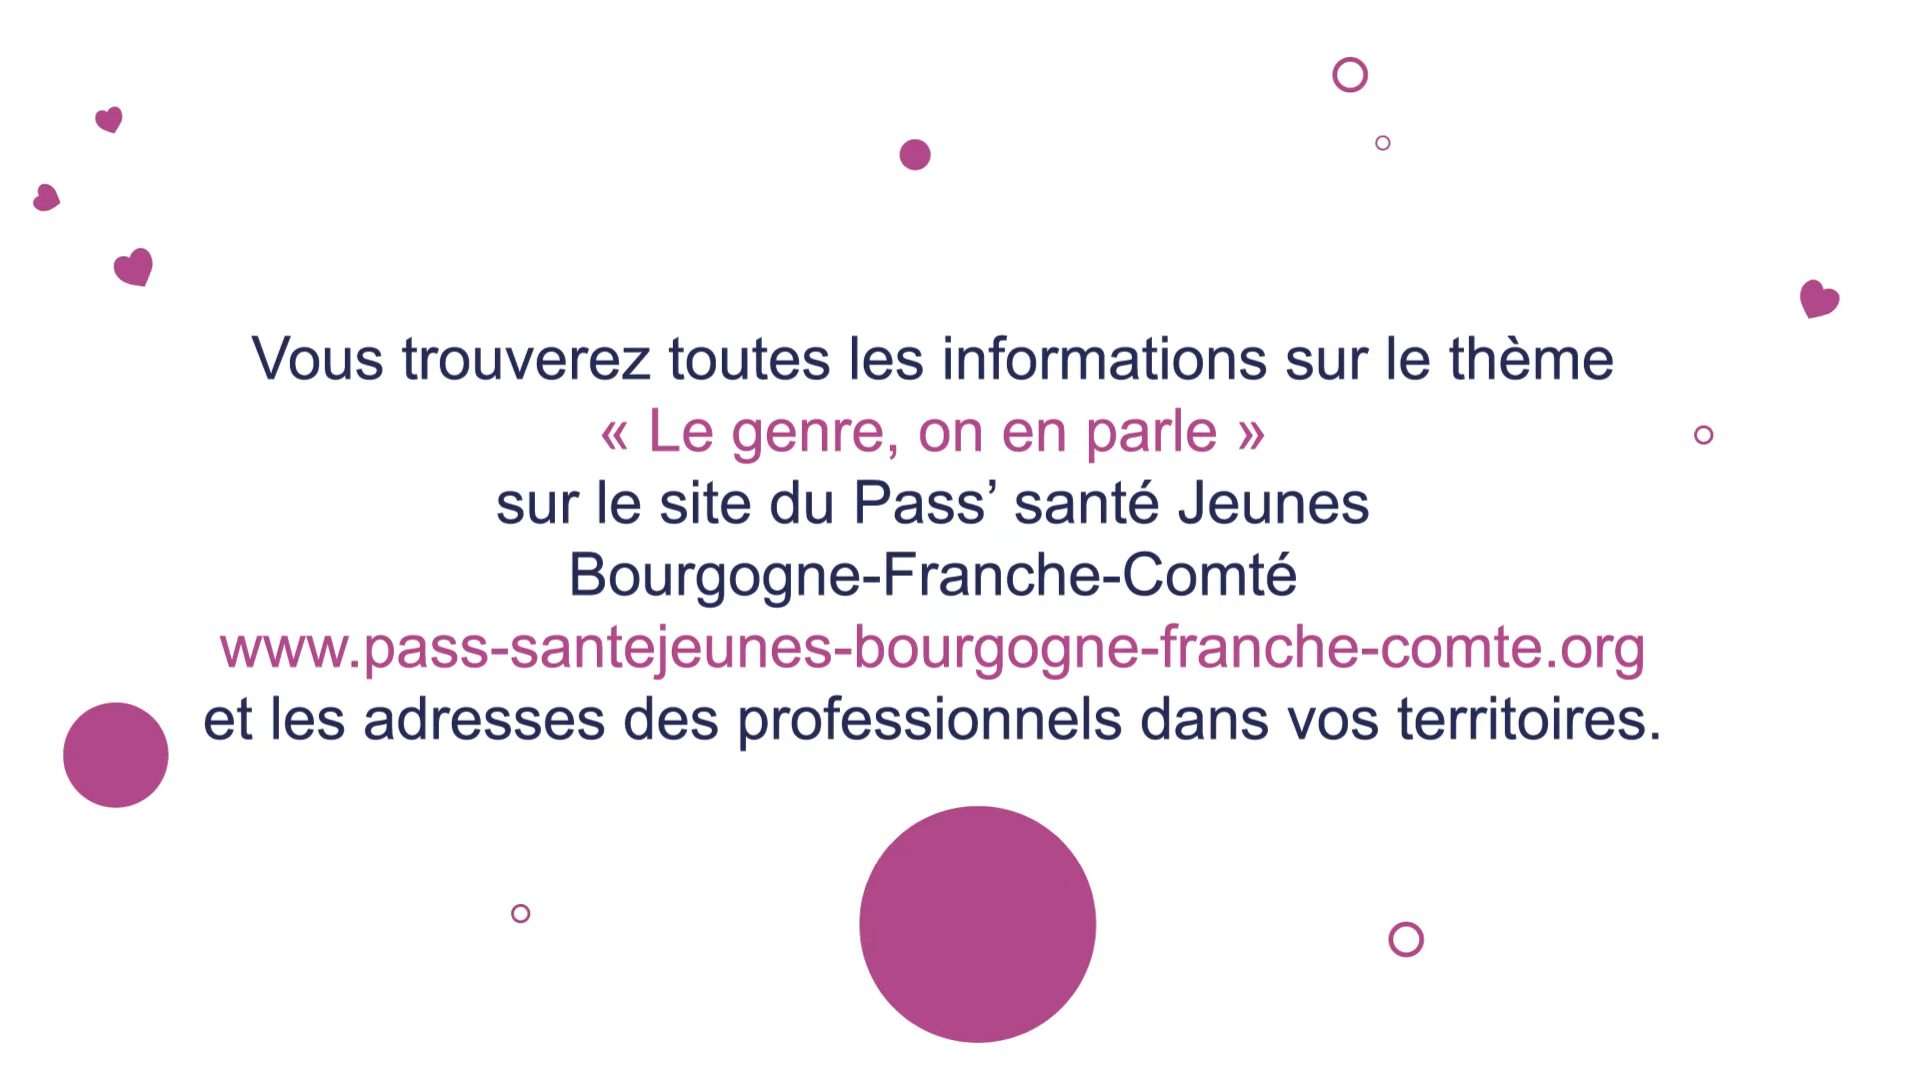 Vous trouverez toutes les informations sur le thème
« Le genre, on en parle »
sur le site du Pass’ santé Jeunes
Bourgogne-Franche-Comté
www.pass-santejeunes-bourgogne-franche-comte.org
et les adresses des professionnels dans vos territoires.